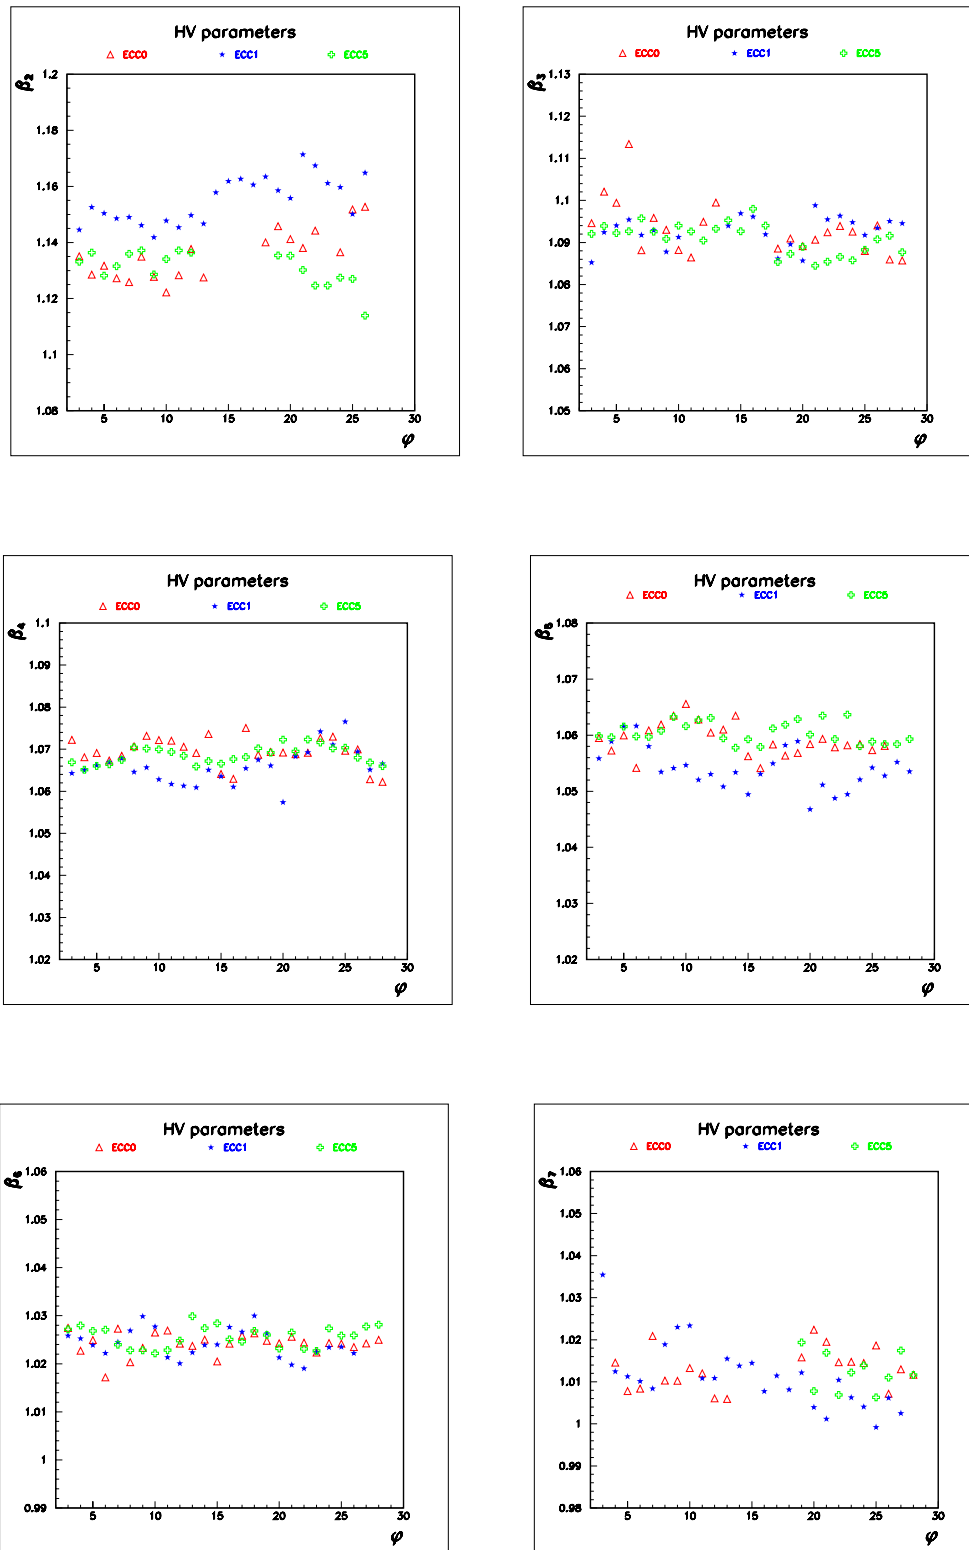 HV parameters
ECC0 ECC1 ECC5
β2
1.2
1.18
1.16
1.14
1.12
1.1
1.08
5 10 15 20 25 30
φ
HV parameters
ECC0 ECC1 ECC5
β3
1.13
1.12
1.11
1.1
1.09
1.08
1.07
1.06
1.05
5 10 15 20 25 30
φ
HV parameters
ECC0 ECC1 ECC5
β4
1.1
1.09
1.08
1.07
1.06
1.05
1.04
1.03
1.02
5 10 15 20 25 30
φ
HV parameters
ECC0 ECC1 ECC5
β5
1.08
1.07
1.06
1.05
1.04
1.03
1.02
5 10 15 20 25 30
φ
HV parameters
ECC0 ECC1 ECC5
β6
1.06
1.05
1.04
1.03
1.02
1.01
1
0.99
5 10 15 20 25 30
φ
HV parameters
ECC0 ECC1 ECC5
β7
1.06
1.05
1.04
1.03
1.02
1.01
1
0.99
0.98
5 10 15 20 25 30
φ